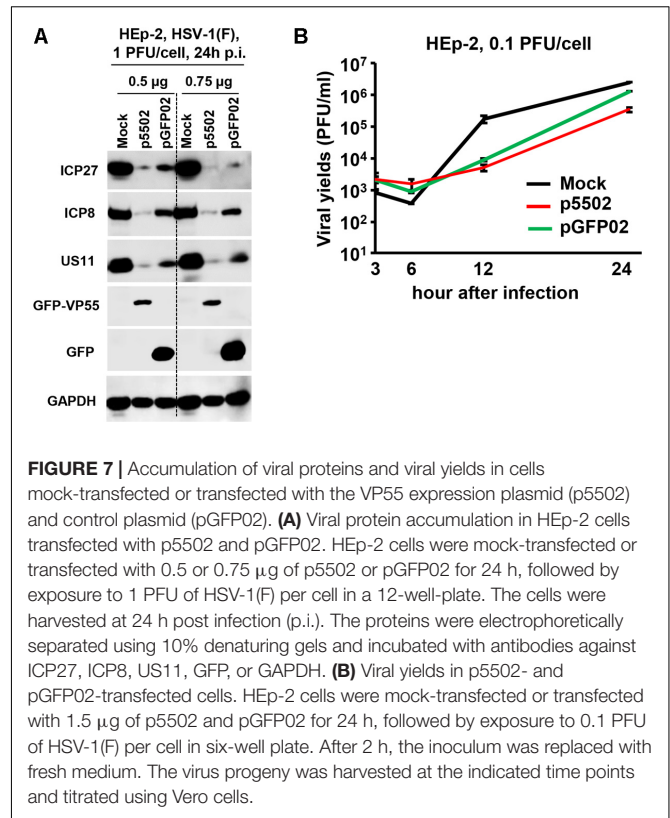 A
HEp-2, HSV-1(F),
1 PFU/cell, 24h p.i.
0.5 µg 0.75 µg
Mock p5502 pGFP02 Mock p5502 pGFP02
ICP27
ICP8
US11
GFP-VP55
GFP
GAPDH
B
HEp-2, 0.1 PFU/cell
Viral yields (PFU/ml)
10⁷
10⁶
10⁵
10⁴
10³
10²
10¹
3 6 12 24
hour after infection
Mock
p5502
pGFP02
FIGURE 7 | Accumulation of viral proteins and viral yields in cells
mock-transfected or transfected with the VP55 expression plasmid (p5502)
and control plasmid (pGFP02). (A) Viral protein accumulation in HEp-2 cells
transfected with p5502 and pGFP02. HEp-2 cells were mock-transfected or
transfected with 0.5 or 0.75 µg of p5502 or pGFP02 for 24 h, followed by
exposure to 1 PFU of HSV-1(F) per cell in a 12-well-plate. The cells were
harvested at 24 h post infection (p.i.). The proteins were electrophoretically
separated using 10% denaturing gels and incubated with antibodies against
ICP27, ICP8, US11, GFP, or GAPDH. (B) Viral yields in p5502- and
pGFP02-transfected cells. HEp-2 cells were mock-transfected or transfected
with 1.5 µg of p5502 and pGFP02 for 24 h, followed by exposure to 0.1 PFU
of HSV-1(F) per cell in six-well plate. After 2 h, the inoculum was replaced with
fresh medium. The virus progeny was harvested at the indicated time points
and titrated using Vero cells.